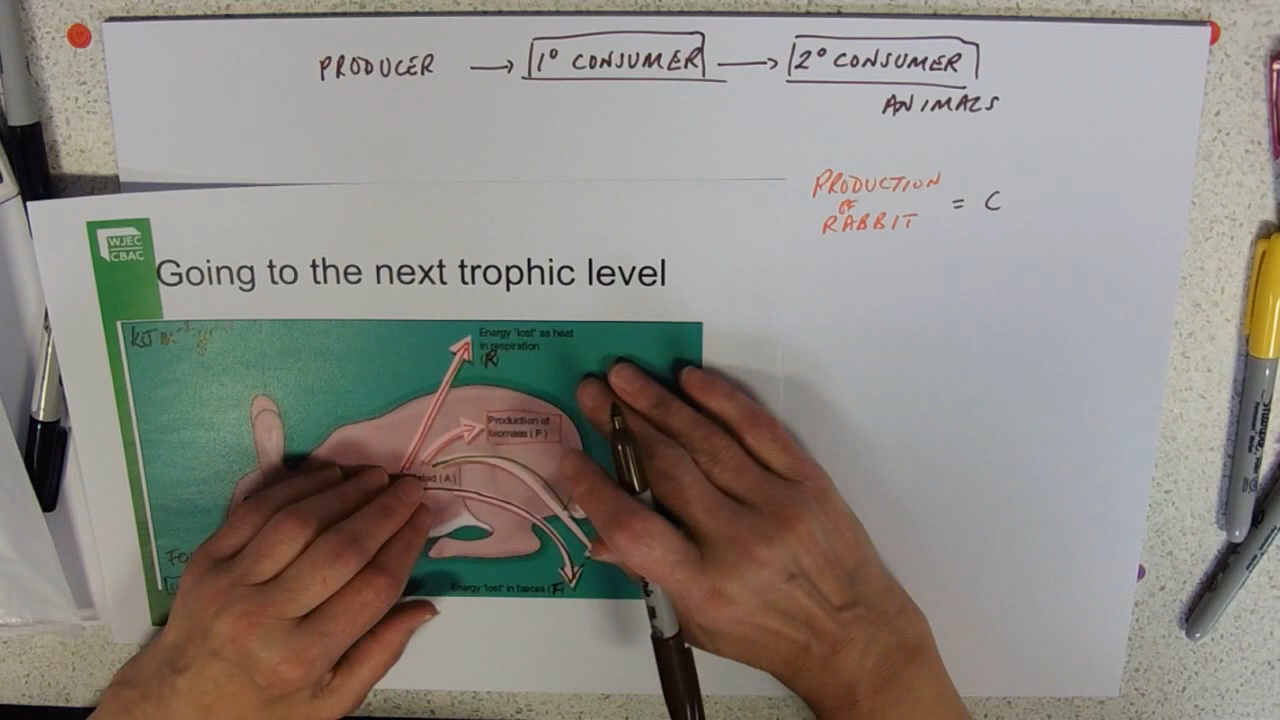 PRODUCER → 1° CONSUMER → 2° CONSUMER
ANIMALS
PRODUCTION
OF
RABBIT
= C
WJEC
CBAC
Going to the next trophic level
Energy 'lost' as heat
in respiration
(R)
Production of
biomass (P)
(A)
Energy 'lost' in faeces (F)